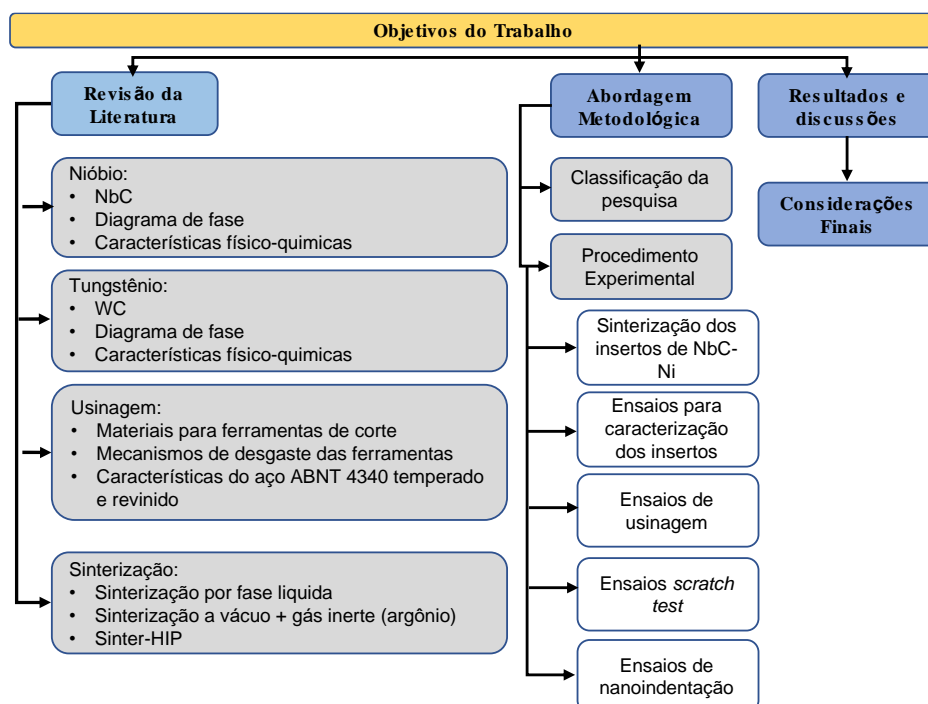 Objetivos do Trabalho
Revisão da
Literatura
Nióbio:
• NbC
• Diagrama de fase
• Característícas físico-quimicas
Tungstênio:
• WC
• Diagrama de fase
• Característícas físico-quimicas
Usinagem:
• Materiais para ferramentas de corte
• Mecanismos de desgaste das ferramentas
• Características do aço ABNT 4340 temperado
e revinido
Sinterização:
• Sinterização por fase liquida
• Sinterização a vácuo + gás inerte (argônio)
• Sinter-HIP
Abordagem
Metodológica
Classificação da
pesquisa
Procedimento
Experimental
Sinterização dos
insertos de NbC-
Ni
Ensaios para
caracterização
dos insertos
Ensaios de
usinagem
Ensaios scratch
test
Ensaios de
nanoindentação
Resultados e
discussões
Considerações
Finais